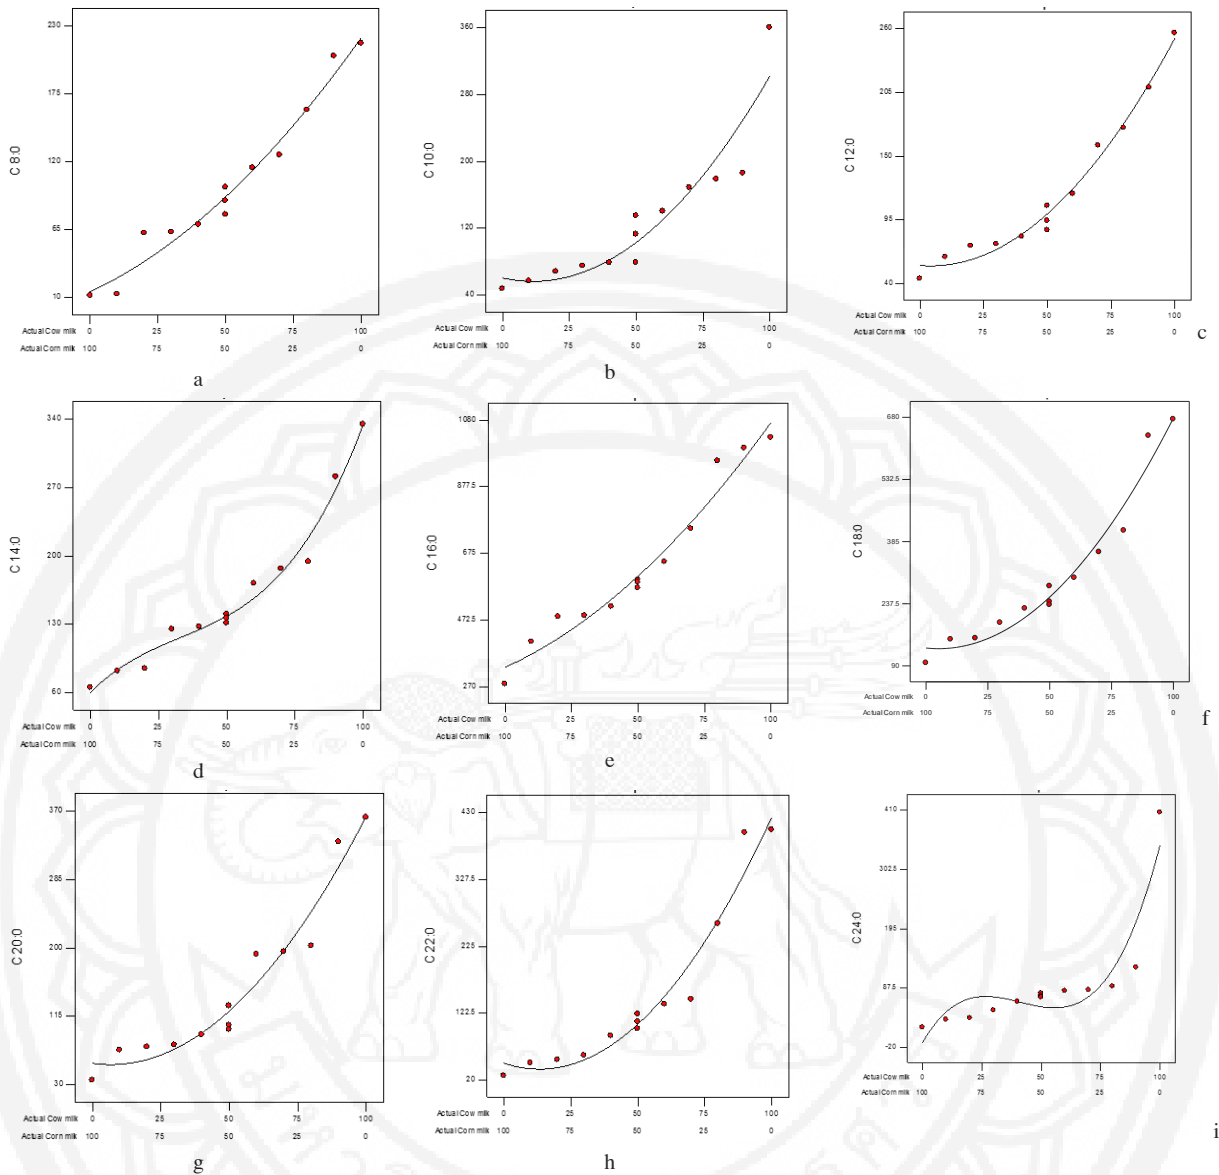 230
175
120
65
10
C 8:0
Actual Cow milk 0 25 50 75 100
Actual Corn milk 100 75 50 25 0
a
360
280
200
120
40
C 10:0
Actual Cow milk 0 25 50 75 100
Actual Corn milk 100 75 50 25 0
b
260
205
150
95
40
C 12:0
Actual Cow milk 0 25 50 75 100
Actual Corn milk 100 75 50 25 0
c
340
270
200
130
60
C 14:0
Actual Cow milk 0 25 50 75 100
Actual Corn milk 100 75 50 25 0
d
1080
877.5
675
472.5
270
C 16:0
Actual Cow milk 0 25 50 75 100
Actual Corn milk 100 75 50 25 0
e
680
532.5
385
237.5
90
C 18:0
Actual Cow milk 0 25 50 75 100
Actual Corn milk 100 75 50 25 0
f
370
285
200
115
30
C 20:0
Actual Cow milk 0 25 50 75 100
Actual Corn milk 100 75 50 25 0
g
430
327.5
225
122.5
20
C 22:0
Actual Cow milk 0 25 50 75 100
Actual Corn milk 100 75 50 25 0
h
410
302.5
195
87.5
-20
C 24:0
Actual Cow milk 0 25 50 75 100
Actual Corn milk 100 75 50 25 0
i